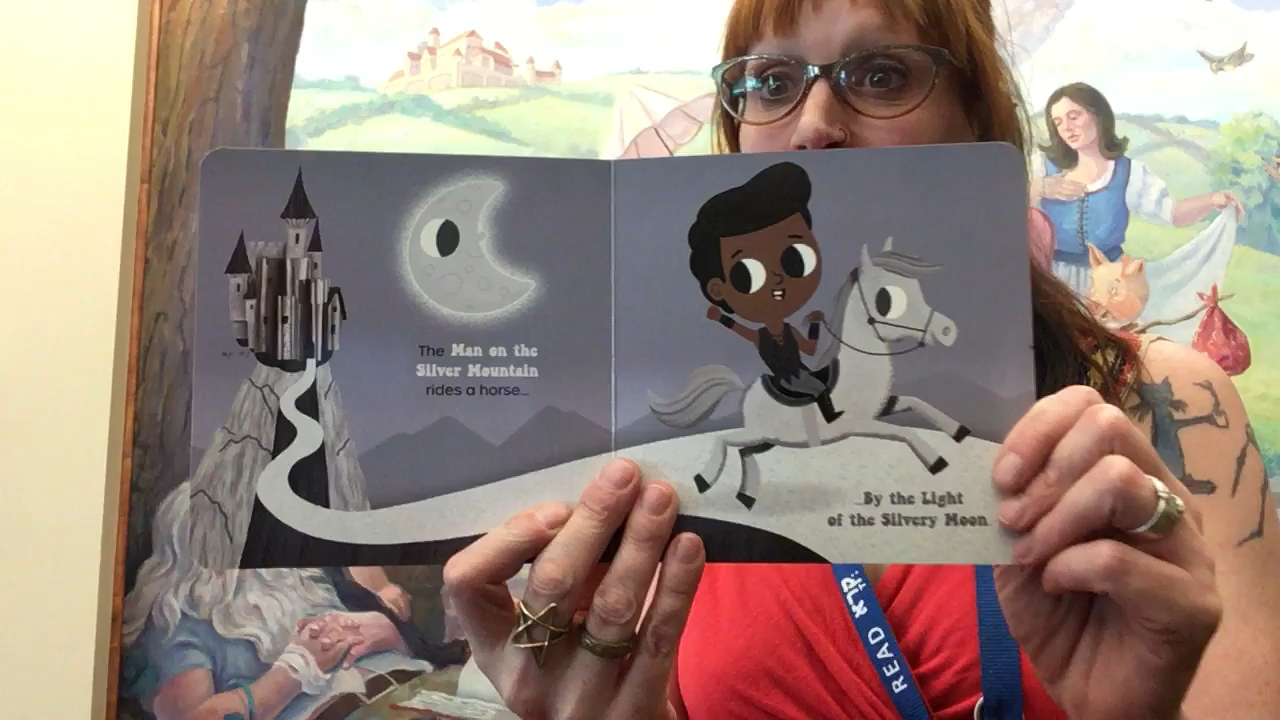 The Man on the
Silver Mountain
rides a horse...
...By the Light
of the Silvery Moon.
READ